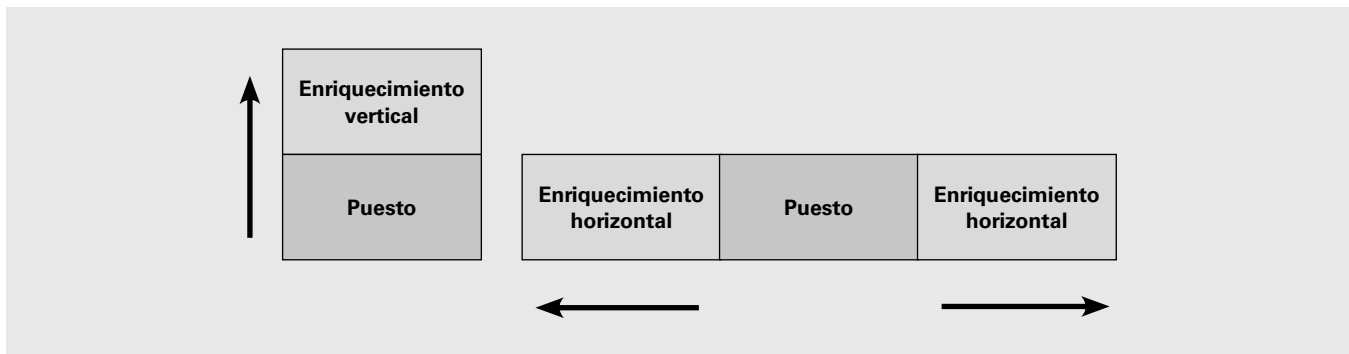 Enriquecimiento
vertical
Puesto
Enriquecimiento
horizontal
Puesto
Enriquecimiento
horizontal